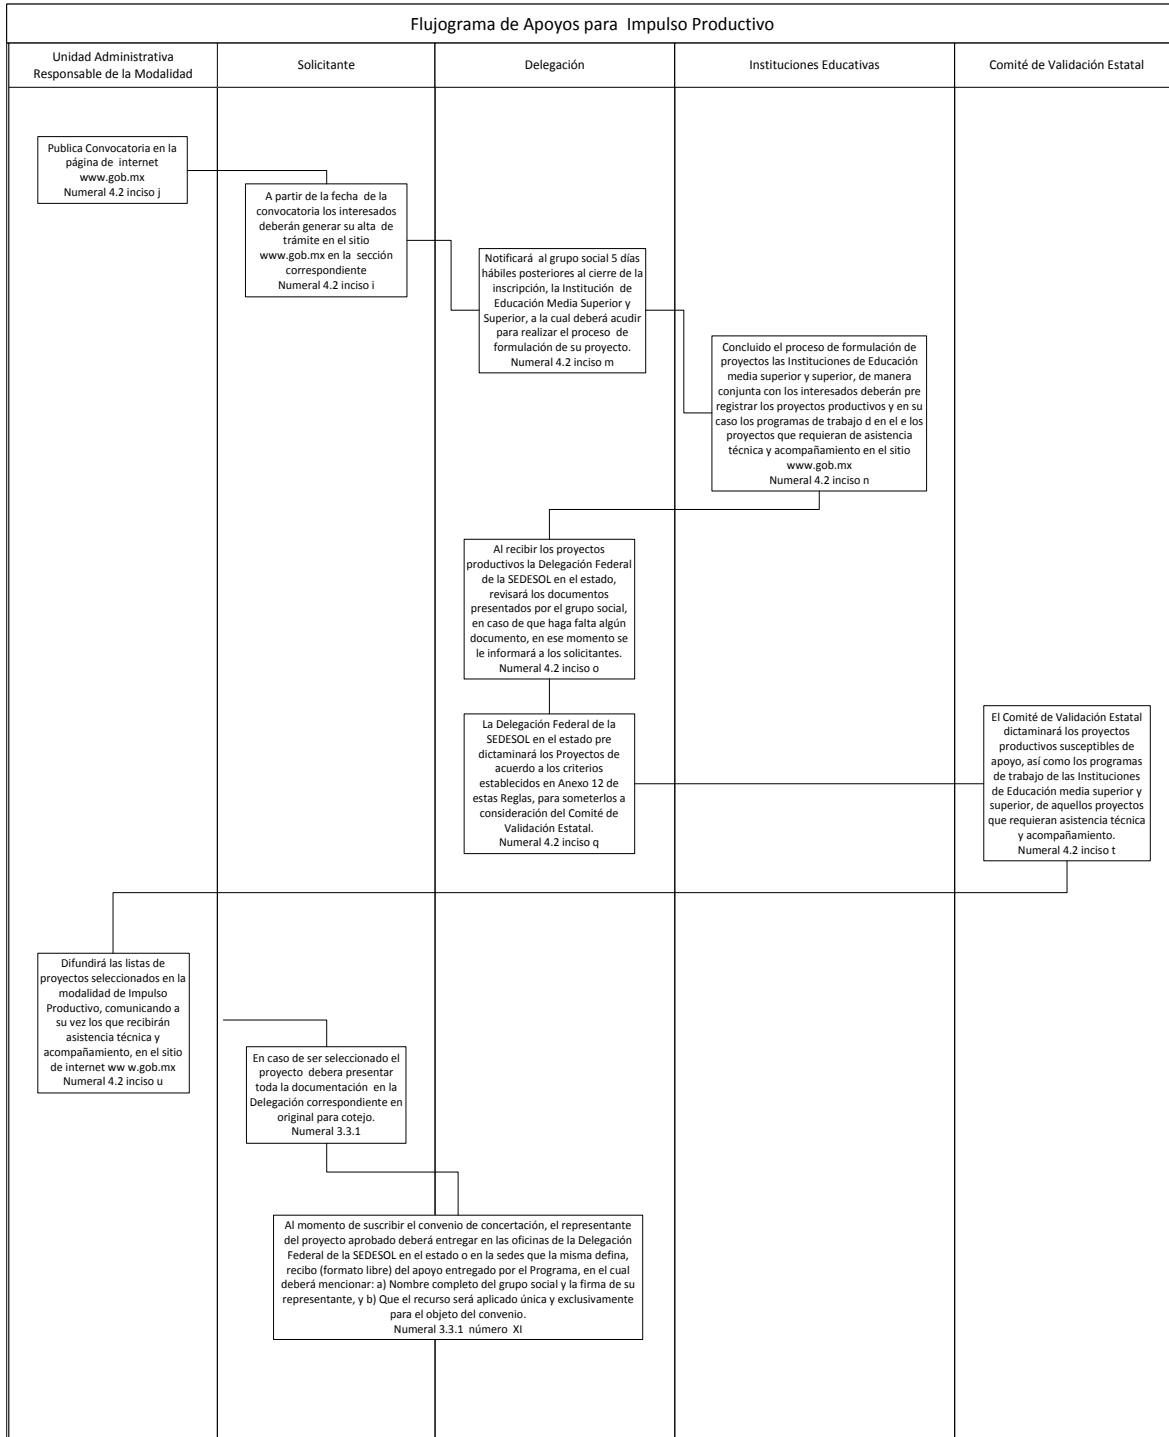 Flujograma de Apoyos para Impulso Productivo
Unidad Administrativa
Responsable de la Modalidad
Solicitante
Delegación
Instituciones Educativas
Comité de Validación Estatal
Publica Convocatoria en la
página de internet
www.gob.mx
Numeral 4.2 inciso j
A partir de la fecha de la
convocatoria los interesados
deberán generar su alta de
trámite en el sitio
www.gob.mx en la sección
correspondiente
Numeral 4.2 inciso i
Notificará al grupo social 5 días
hábiles posteriores al cierre de la
inscripción, la Institución de
Educación Media Superior y
Superior, a la cual deberá acudir
para realizar el proceso de
formulación de su proyecto.
Numeral 4.2 inciso m
Concluido el proceso de formulación de
proyectos las Instituciones de Educación
media superior y superior, de manera
conjunta con los interesados deberán pre
registrar los proyectos productivos y en su
caso los programas de trabajo d en el e los
proyectos que requieran de asistencia
técnica y acompañamiento en el sitio
www.gob.mx
Numeral 4.2 inciso n
Al recibir los proyectos
productivos la Delegación Federal
de la SEDESOL en el estado,
revisará los documentos
presentados por el grupo social,
en caso de que haga falta algún
documento, en ese momento se
le informará a los solicitantes.
Numeral 4.2 inciso o
La Delegación Federal de la
SEDESOL en el estado pre
dictaminará los Proyectos de
acuerdo a los criterios
establecidos en Anexo 12 de
estas Reglas, para someterlos a
consideración del Comité de
Validación Estatal.
Numeral 4.2 inciso q
El Comité de Validación Estatal
dictaminará los proyectos
productivos susceptibles de
apoyo, así como los programas
de trabajo de las Instituciones
de Educación media superior y
superior, de aquellos proyectos
que requieran asistencia técnica
y acompañamiento.
Numeral 4.2 inciso t
Difundirá las listas de
proyectos seleccionados en la
modalidad de Impulso
Productivo, comunicando a
su vez los que recibirán
asistencia técnica y
acompañamiento, en el sitio
de internet ww w.gob.mx
Numeral 4.2 inciso u
En caso de ser seleccionado el
proyecto debera presentar
toda la documentación en la
Delegación correspondiente en
original para cotejo.
Numeral 3.3.1
Al momento de suscribir el convenio de concertación, el representante
del proyecto aprobado deberá entregar en las oficinas de la Delegación
Federal de la SEDESOL en el estado o en la sedes que la misma defina,
recibo (formato libre) del apoyo entregado por el Programa, en el cual
deberá mencionar: a) Nombre completo del grupo social y la firma de su
representante, y b) Que el recurso será aplicado única y exclusivamente
para el objeto del convenio.
Numeral 3.3.1 número XI